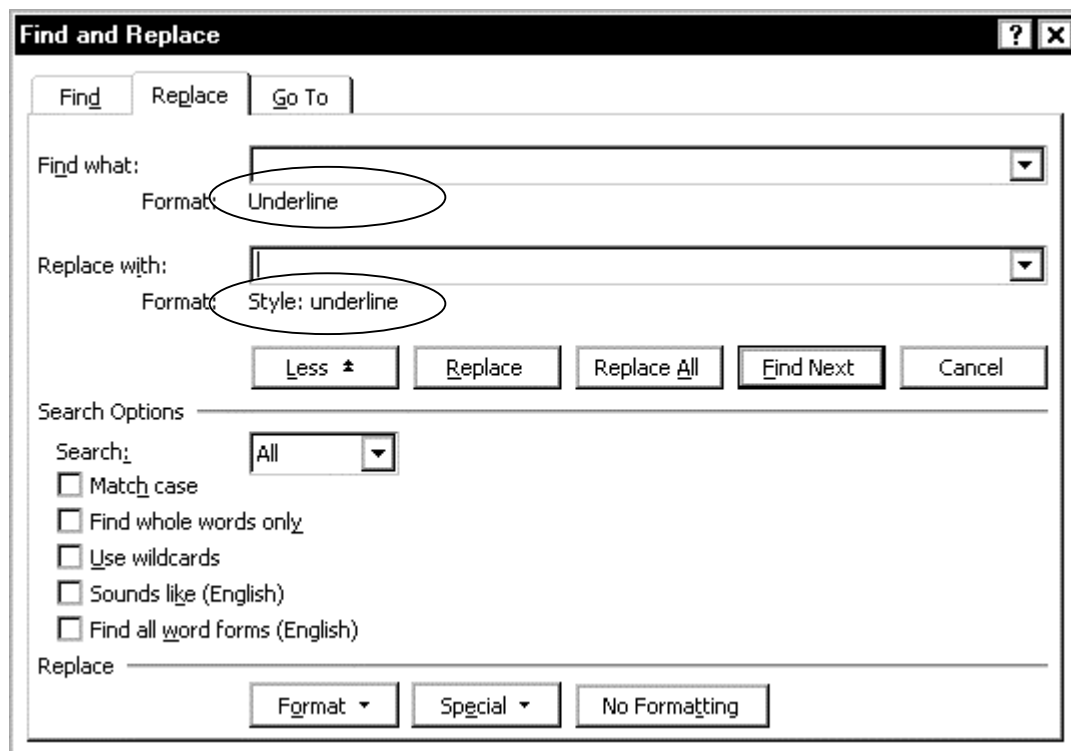 Find and Replace
Find Replace Go To
Find what:
Format: Underline
Replace with:
Format: Style: underline
Less Replace Replace All Find Next Cancel
Search Options
Search: All
Match case
Find whole words only
Use wildcards
Sounds like (English)
Find all word forms (English)
Replace
Format Special No Formatting